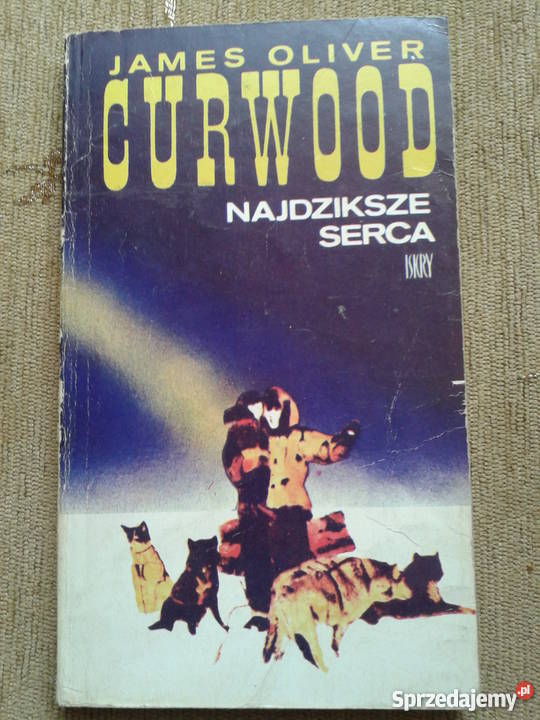 JAMES OLIVER
CURWOOD
NAJDZIKSZE
SERCA
ISKRY
Sprzedajemy.pl